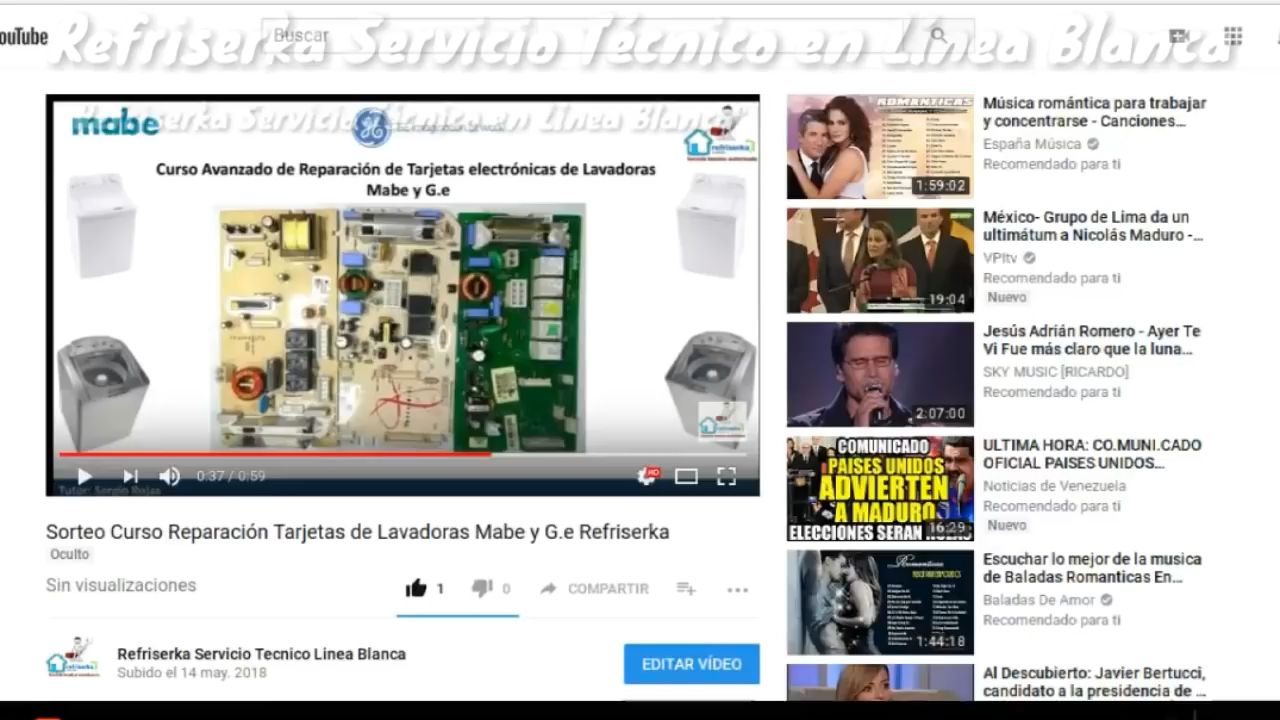 ouTube
Buscar
Refriserka Servicio Técnico en Línea Blanca
mabe
GE
refriserka
Curso Avanzado de Reparación de Tarjetas electrónicas de Lavadoras
Mabe y G.e
0:37 / 0:59
HD
Tutor: Sergio Rojas
Sorteo Curso Reparación Tarjetas de Lavadoras Mabe y G.e Refriserka
Oculto
Sin visualizaciones
1
0
COMPARTIR
Refriserka Servicio Tecnico Linea Blanca
Subido el 14 may. 2018
EDITAR VÍDEO
ROMANTICAS
1:59:02
Música romántica para trabajar
y concentrarse - Canciones...
España Música
Recomendado para ti
19:04
México- Grupo de Lima da un
ultimátum a Nicolás Maduro -...
VPItv
Recomendado para ti
Nuevo
2:07:00
Jesús Adrián Romero - Ayer Te
Vi Fue más claro que la luna...
SKY MUSIC [RICARDO]
Recomendado para ti
COMUNICADO
PAISES UNIDOS
ADVIERTEN
A MADURO
ELECCIONES SERAN
16:29
ULTIMA HORA: CO.MUNI.CADO
OFICIAL PAISES UNIDOS...
Noticias de Venezuela
Recomendado para ti
Nuevo
Romanticas
1:44:18
Escuchar lo mejor de la musica
de Baladas Romanticas En...
Baladas De Amor
Recomendado para ti
Al Descubierto: Javier Bertucci,
candidato a la presidencia de ...